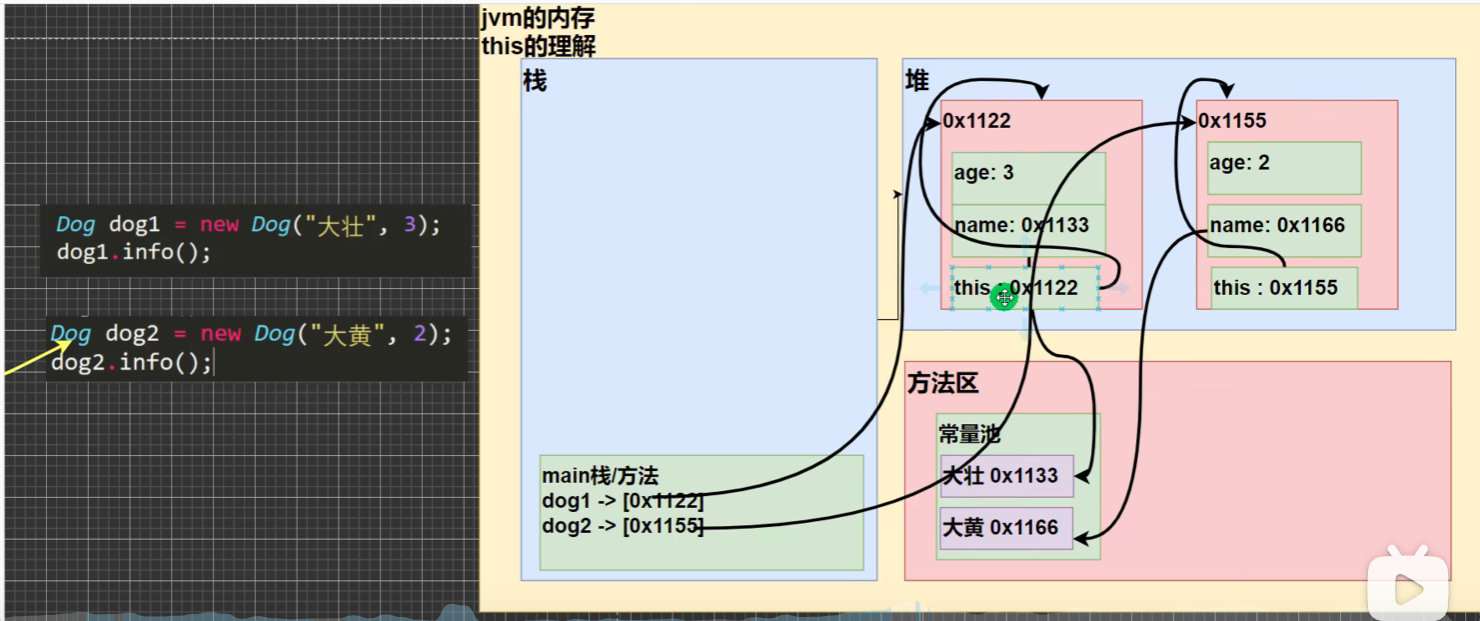 Dog dog1 = new Dog("大壮", 3);
dog1.info();
Dog dog2 = new Dog("大黄", 2);
dog2.info();
jvm的内存
this的理解
栈
main栈/方法
dog1 -> [0x1122]
dog2 -> [0x1155]
堆
0x1122
age: 3
name: 0x1133
this : 0x1122
0x1155
age: 2
name: 0x1166
this : 0x1155
方法区
常量池
大壮 0x1133
大黄 0x1166